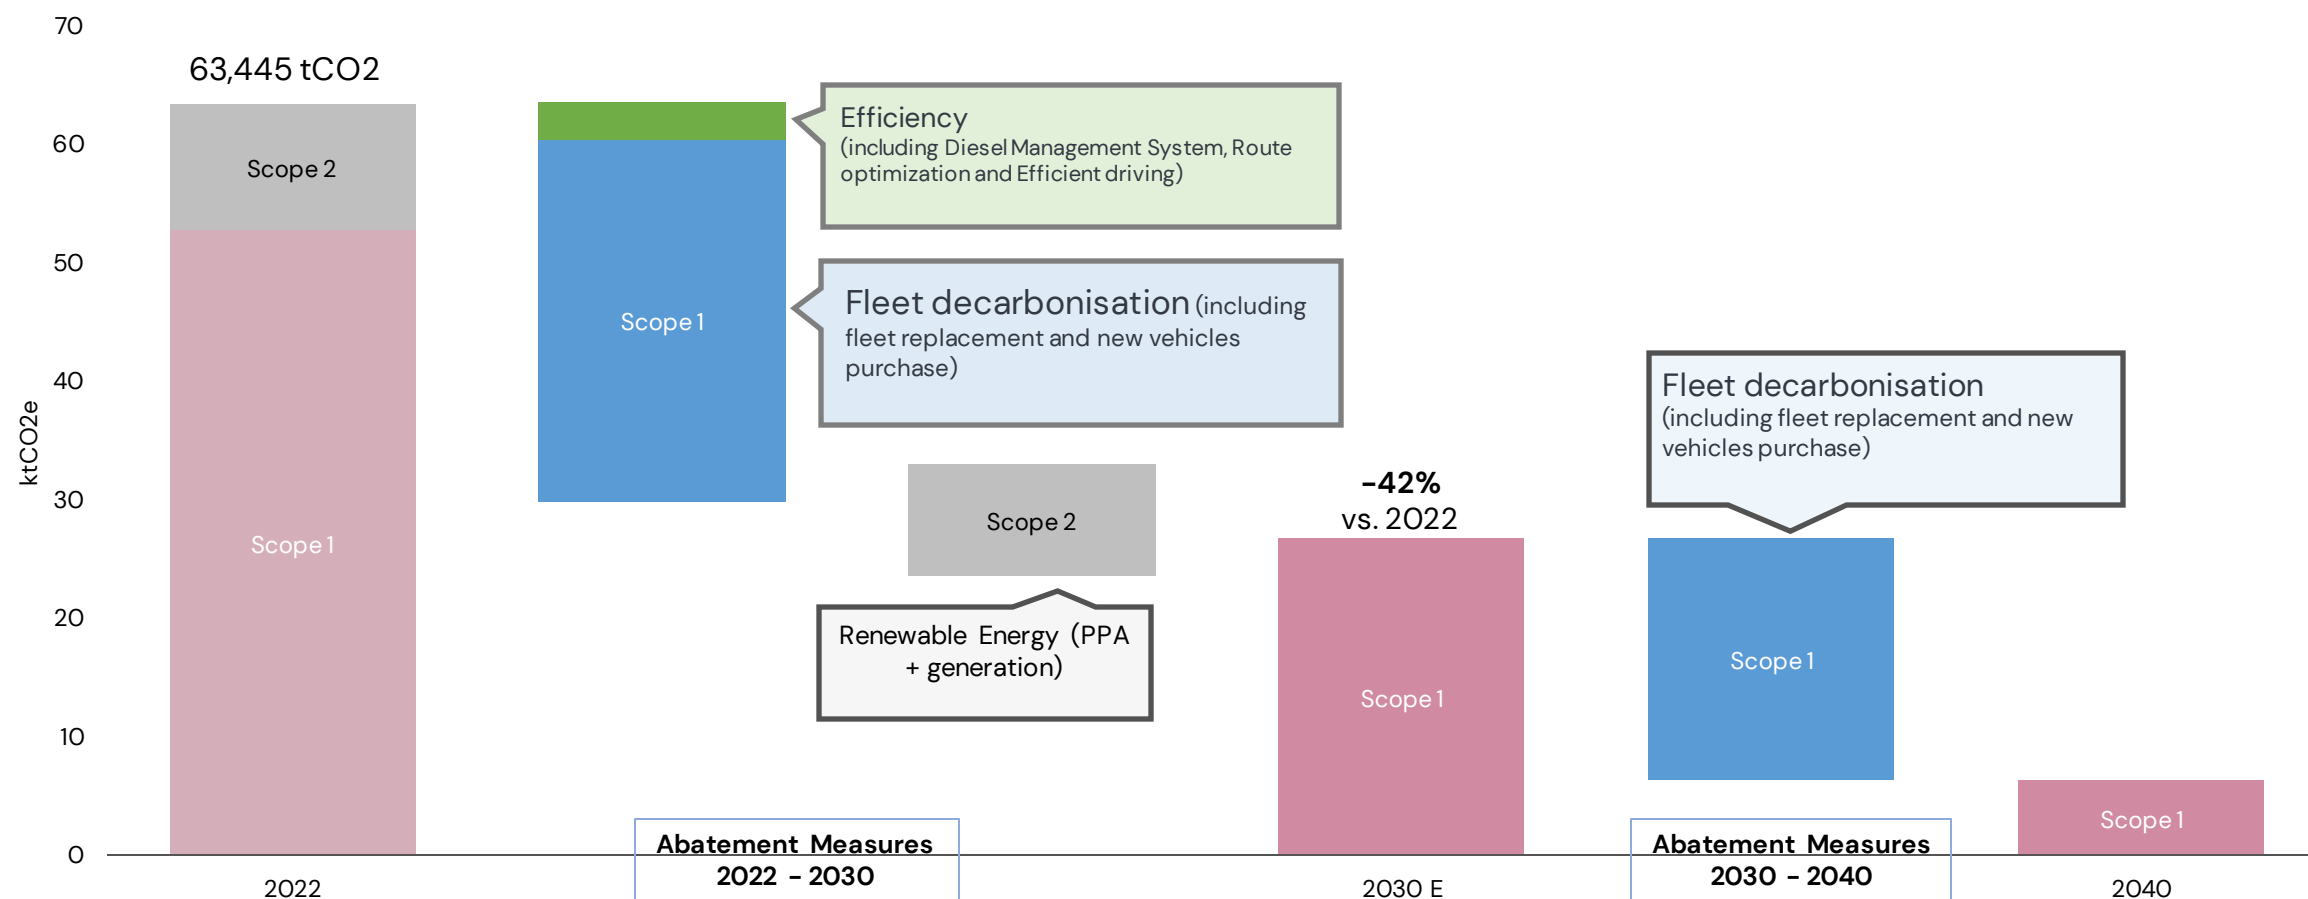 70
63,445 tCO2
60
Scope 2
Efficiency
(including Diesel Management System, Route
optimization and Efficient driving)
50
Scope 1
Fleet decarbonisation (including
fleet replacement and new vehicles
purchase)
40
Fleet decarbonisation
(including fleet replacement and new
vehicles purchase)
ktCO2e
30
-42%
vs. 2022
Scope 2
Scope 1
20
Renewable Energy (PPA
+ generation)
Scope 1
Scope 1
10
Scope 1
0
Abatement Measures
2022 - 2030
Abatement Measures
2030 - 2040
2022
2030 E
2040